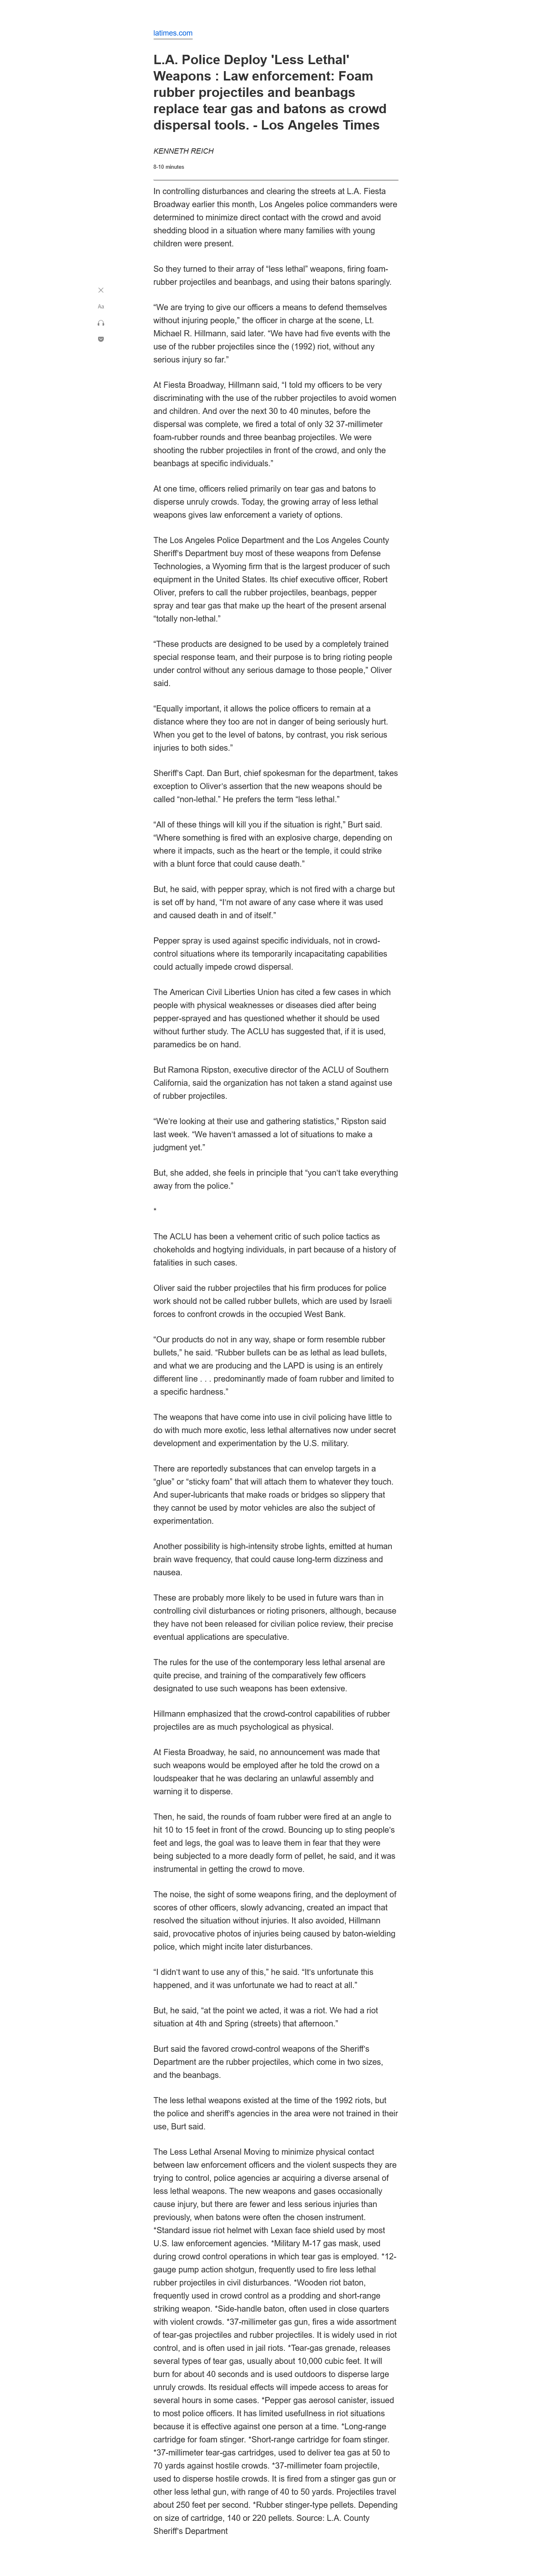 latimes.com
L.A. Police Deploy 'Less Lethal'
Weapons : Law enforcement: Foam
rubber projectiles and beanbags
replace tear gas and batons as crowd
dispersal tools. - Los Angeles Times
KENNETH REICH
8-10 minutes
In controlling disturbances and clearing the streets at L.A. Fiesta
Broadway earlier this month, Los Angeles police commanders were
determined to minimize direct contact with the crowd and avoid
shedding blood in a situation where many families with young
children were present.
So they turned to their array of “less lethal” weapons, firing foam-
rubber projectiles and beanbags, and using their batons sparingly.
Aa
“We are trying to give our officers a means to defend themselves
without injuring people,” the officer in charge at the scene, Lt.
Michael R. Hillmann, said later. “We have had five events with the
use of the rubber projectiles since the (1992) riot, without any
serious injury so far.”
At Fiesta Broadway, Hillmann said, “I told my officers to be very
discriminating with the use of the rubber projectiles to avoid women
and children. And over the next 30 to 40 minutes, before the
dispersal was complete, we fired a total of only 32 37-millimeter
foam-rubber rounds and three beanbag projectiles. We were
shooting the rubber projectiles in front of the crowd, and only the
beanbags at specific individuals.”
At one time, officers relied primarily on tear gas and batons to
disperse unruly crowds. Today, the growing array of less lethal
weapons gives law enforcement a variety of options.
The Los Angeles Police Department and the Los Angeles County
Sheriff's Department buy most of these weapons from Defense
Technologies, a Wyoming firm that is the largest producer of such
equipment in the United States. Its chief executive officer, Robert
Oliver, prefers to call the rubber projectiles, beanbags, pepper
spray and tear gas that make up the heart of the present arsenal
“totally non-lethal.”
“These products are designed to be used by a completely trained
special response team, and their purpose is to bring rioting people
under control without any serious damage to those people,” Oliver
said.
“Equally important, it allows the police officers to remain at a
distance where they too are not in danger of being seriously hurt.
When you get to the level of batons, by contrast, you risk serious
injuries to both sides.”
Sheriff's Capt. Dan Burt, chief spokesman for the department, takes
exception to Oliver's assertion that the new weapons should be
called “non-lethal.” He prefers the term “less lethal.”
“All of these things will kill you if the situation is right,” Burt said.
“Where something is fired with an explosive charge, depending on
where it impacts, such as the heart or the temple, it could strike
with a blunt force that could cause death.”
But, he said, with pepper spray, which is not fired with a charge but
is set off by hand, “I'm not aware of any case where it was used
and caused death in and of itself.”
Pepper spray is used against specific individuals, not in crowd-
control situations where its temporarily incapacitating capabilities
could actually impede crowd dispersal.
The American Civil Liberties Union has cited a few cases in which
people with physical weaknesses or diseases died after being
pepper-sprayed and has questioned whether it should be used
without further study. The ACLU has suggested that, if it is used,
paramedics be on hand.
But Ramona Ripston, executive director of the ACLU of Southern
California, said the organization has not taken a stand against use
of rubber projectiles.
“We're looking at their use and gathering statistics,” Ripston said
last week. “We haven't amassed a lot of situations to make a
judgment yet.”
But, she added, she feels in principle that “you can't take everything
away from the police.”
*
The ACLU has been a vehement critic of such police tactics as
chokeholds and hogtying individuals, in part because of a history of
fatalities in such cases.
Oliver said the rubber projectiles that his firm produces for police
work should not be called rubber bullets, which are used by Israeli
forces to confront crowds in the occupied West Bank.
“Our products do not in any way, shape or form resemble rubber
bullets,” he said. “Rubber bullets can be as lethal as lead bullets,
and what we are producing and the LAPD is using is an entirely
different line . . . predominantly made of foam rubber and limited to
a specific hardness.”
The weapons that have come into use in civil policing have little to
do with much more exotic, less lethal alternatives now under secret
development and experimentation by the U.S. military.
There are reportedly substances that can envelop targets in a
“glue” or “sticky foam” that will attach them to whatever they touch.
And super-lubricants that make roads or bridges so slippery that
they cannot be used by motor vehicles are also the subject of
experimentation.
Another possibility is high-intensity strobe lights, emitted at human
brain wave frequency, that could cause long-term dizziness and
nausea.
These are probably more likely to be used in future wars than in
controlling civil disturbances or rioting prisoners, although, because
they have not been released for civilian police review, their precise
eventual applications are speculative.
The rules for the use of the contemporary less lethal arsenal are
quite precise, and training of the comparatively few officers
designated to use such weapons has been extensive.
Hillmann emphasized that the crowd-control capabilities of rubber
projectiles are as much psychological as physical.
At Fiesta Broadway, he said, no announcement was made that
such weapons would be employed after he told the crowd on a
loudspeaker that he was declaring an unlawful assembly and
warning it to disperse.
Then, he said, the rounds of foam rubber were fired at an angle to
hit 10 to 15 feet in front of the crowd. Bouncing up to sting people's
feet and legs, the goal was to leave them in fear that they were
being subjected to a more deadly form of pellet, he said, and it was
instrumental in getting the crowd to move.
The noise, the sight of some weapons firing, and the deployment of
scores of other officers, slowly advancing, created an impact that
resolved the situation without injuries. It also avoided, Hillmann
said, provocative photos of injuries being caused by baton-wielding
police, which might incite later disturbances.
“I didn't want to use any of this,” he said. “It's unfortunate this
happened, and it was unfortunate we had to react at all.”
But, he said, “at the point we acted, it was a riot. We had a riot
situation at 4th and Spring (streets) that afternoon.”
Burt said the favored crowd-control weapons of the Sheriff's
Department are the rubber projectiles, which come in two sizes,
and the beanbags.
The less lethal weapons existed at the time of the 1992 riots, but
the police and sheriff's agencies in the area were not trained in their
use, Burt said.
The Less Lethal Arsenal Moving to minimize physical contact
between law enforcement officers and the violent suspects they are
trying to control, police agencies ar acquiring a diverse arsenal of
less lethal weapons. The new weapons and gases occasionally
cause injury, but there are fewer and less serious injuries than
previously, when batons were often the chosen instrument.
*Standard issue riot helmet with Lexan face shield used by most
U.S. law enforcement agencies. *Military M-17 gas mask, used
during crowd control operations in which tear gas is employed. *12-
gauge pump action shotgun, frequently used to fire less lethal
rubber projectiles in civil disturbances. *Wooden riot baton,
frequently used in crowd control as a prodding and short-range
striking weapon. *Side-handle baton, often used in close quarters
with violent crowds. *37-millimeter gas gun, fires a wide assortment
of tear-gas projectiles and rubber projectiles. It is widely used in riot
control, and is often used in jail riots. *Tear-gas grenade, releases
several types of tear gas, usually about 10,000 cubic feet. It will
burn for about 40 seconds and is used outdoors to disperse large
unruly crowds. Its residual effects will impede access to areas for
several hours in some cases. *Pepper gas aerosol canister, issued
to most police officers. It has limited usefulness in riot situations
because it is effective against one person at a time. *Long-range
cartridge for foam stinger. *Short-range cartridge for foam stinger.
*37-millimeter tear-gas cartridges, used to deliver tea gas at 50 to
70 yards against hostile crowds. *37-millimeter foam projectile,
used to disperse hostile crowds. It is fired from a stinger gas gun or
other less lethal gun, with range of 40 to 50 yards. Projectiles travel
about 250 feet per second. *Rubber stinger-type pellets. Depending
on size of cartridge, 140 or 220 pellets. Source: L.A. County
Sheriff's Department